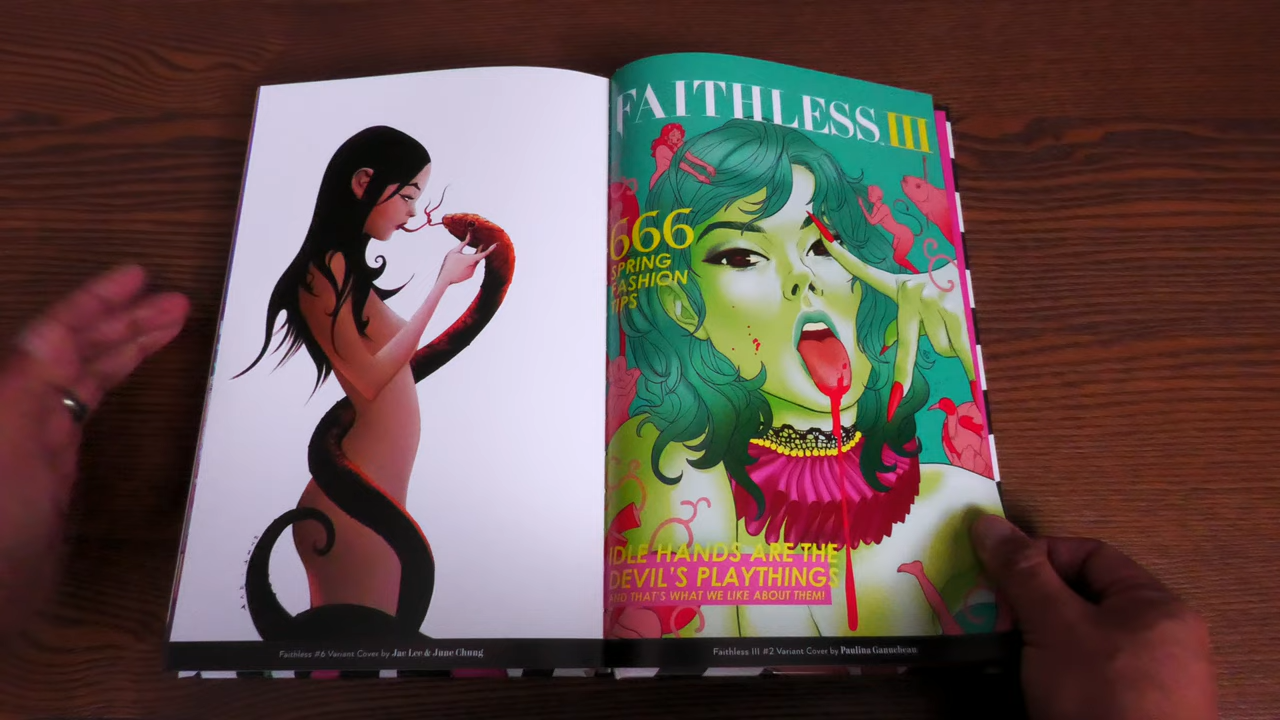 Faithless #6 Variant Cover by Jae Lee & June Chung
FAITHLESS III
666
SPRING
FASHION
TIPS
IDLE HANDS ARE THE
DEVIL'S PLAYTHINGS
AND THAT'S WHAT WE LIKE ABOUT THEM!
Faithless III #2 Variant Cover by Paulina Ganucheau